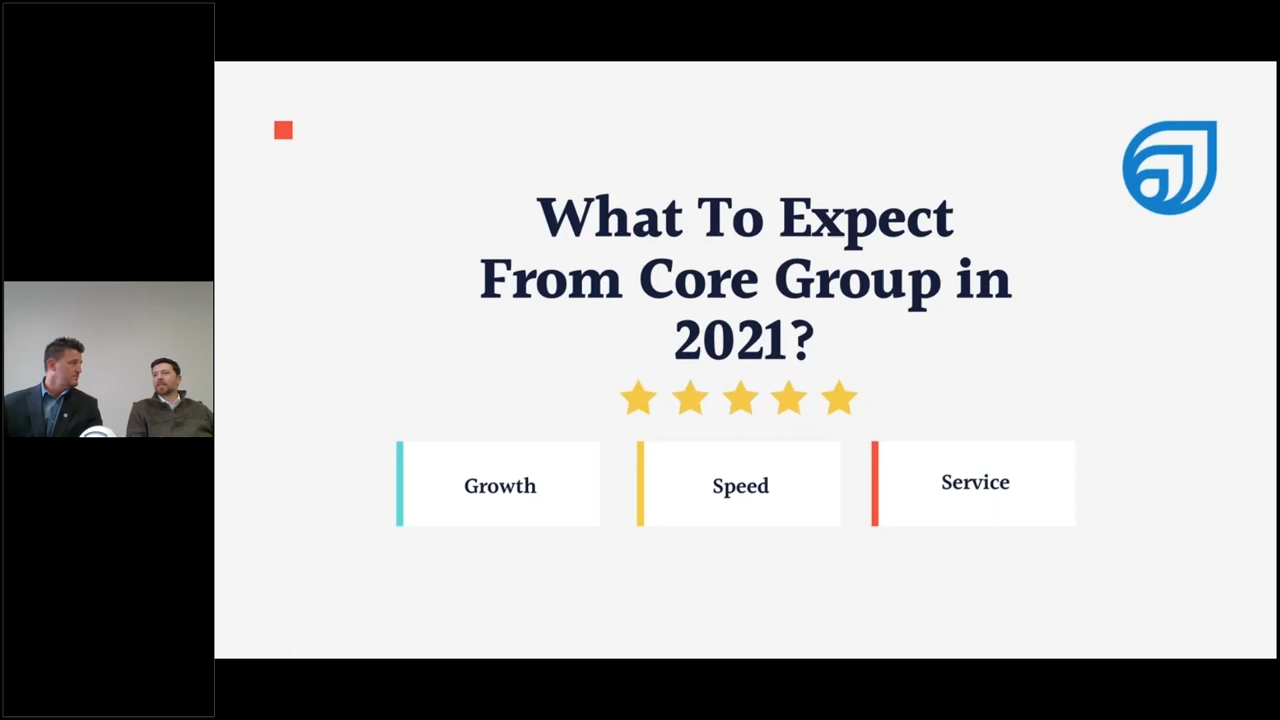 What To Expect
From Core Group in
2021?
Growth
Speed
Service